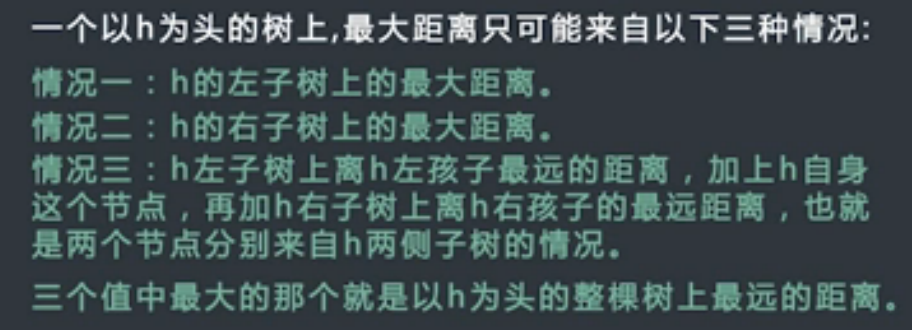 一个以h为头的树上,最大距离只可能来自以下三种情况:
情况一：h的左子树上的最大距离。
情况二：h的右子树上的最大距离。
情况三：h左子树上离h左孩子最远的距离，加上h自身
这个节点，再加h右子树上离h右孩子的最远距离，也就
是两个节点分别来自h两侧子树的情况。
三个值中最大的那个就是以h为头的整棵树上最远的距离。